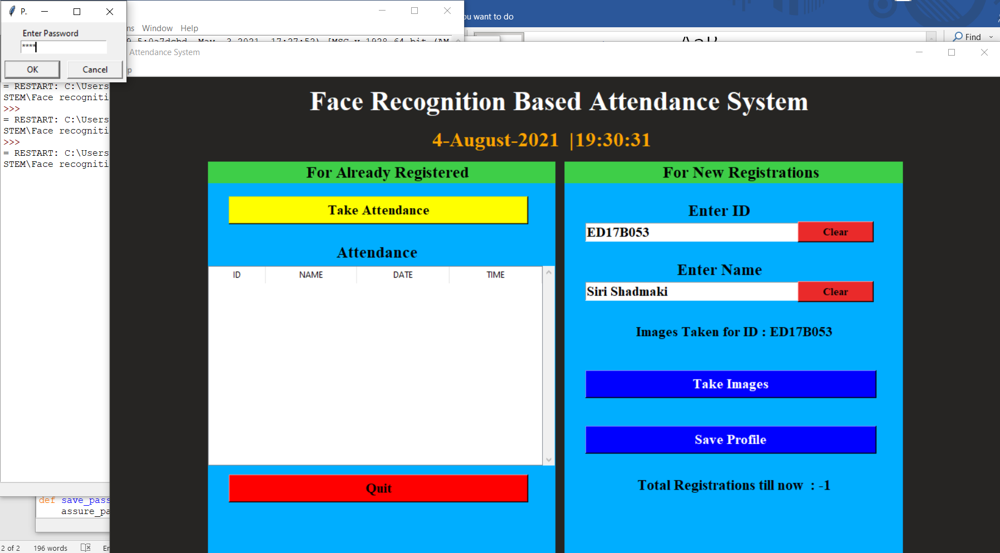 P.
Enter Password
****
OK Cancel
ns Window Help
9.5:0a7dcbd, May 3 2021, 17:27:52) [MSC v.1928 64 bit (AM
ou want to do
Find
Attendance System
p
= RESTART: C:\Users
STEM\Face recogniti
>>>
= RESTART: C:\Users
STEM\Face recogniti
>>>
= RESTART: C:\Users
STEM\Face recogniti
Face Recognition Based Attendance System
4-August-2021 |19:30:31
For Already Registered
Take Attendance
Attendance
ID NAME DATE TIME
Quit
For New Registrations
Enter ID
ED17B053 Clear
Enter Name
Siri Shadmaki Clear
Images Taken for ID : ED17B053
Take Images
Save Profile
Total Registrations till now : -1
def save_pass
assure_pa
2 of 2 196 words En